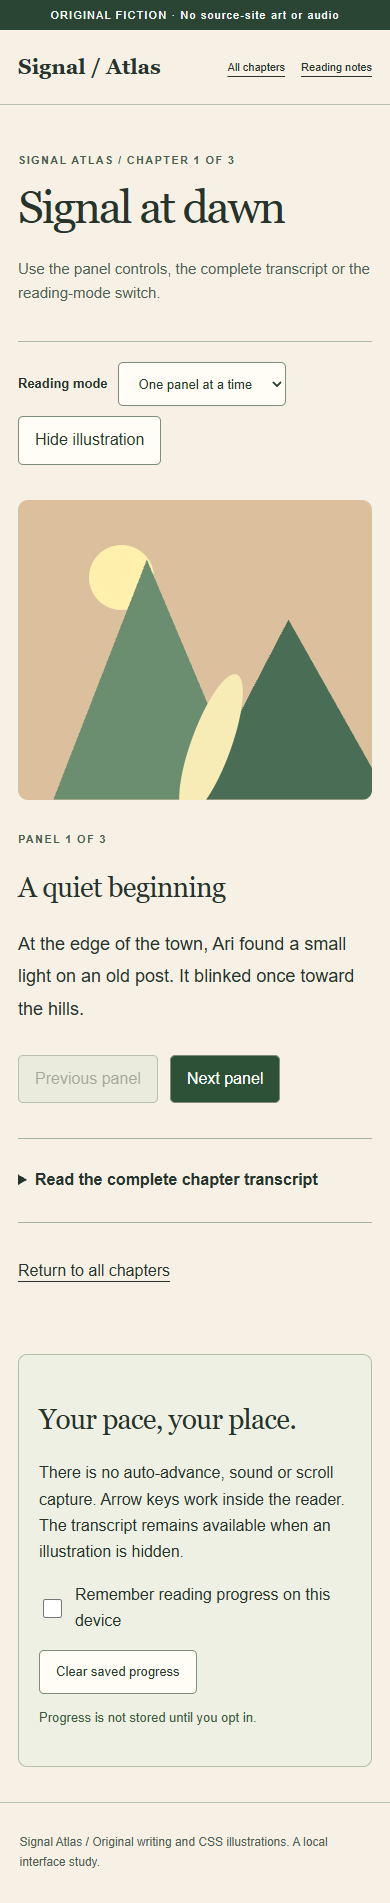 ORIGINAL FICTION · No source-site art or audio
Signal / Atlas
All chapters
Reading notes
SIGNAL ATLAS / CHAPTER 1 OF 3
Signal at dawn
Use the panel controls, the complete transcript or the
reading-mode switch.
Reading mode
One panel at a time
Hide illustration
PANEL 1 OF 3
A quiet beginning
At the edge of the town, Ari found a small
light on an old post. It blinked once toward
the hills.
Previous panel
Next panel
Read the complete chapter transcript
Return to all chapters
Your pace, your place.
There is no auto-advance, sound or scroll
capture. Arrow keys work inside the reader.
The transcript remains available when an
illustration is hidden.
Remember reading progress on this
device
Clear saved progress
Progress is not stored until you opt in.
Signal Atlas / Original writing and CSS illustrations. A local
interface study.